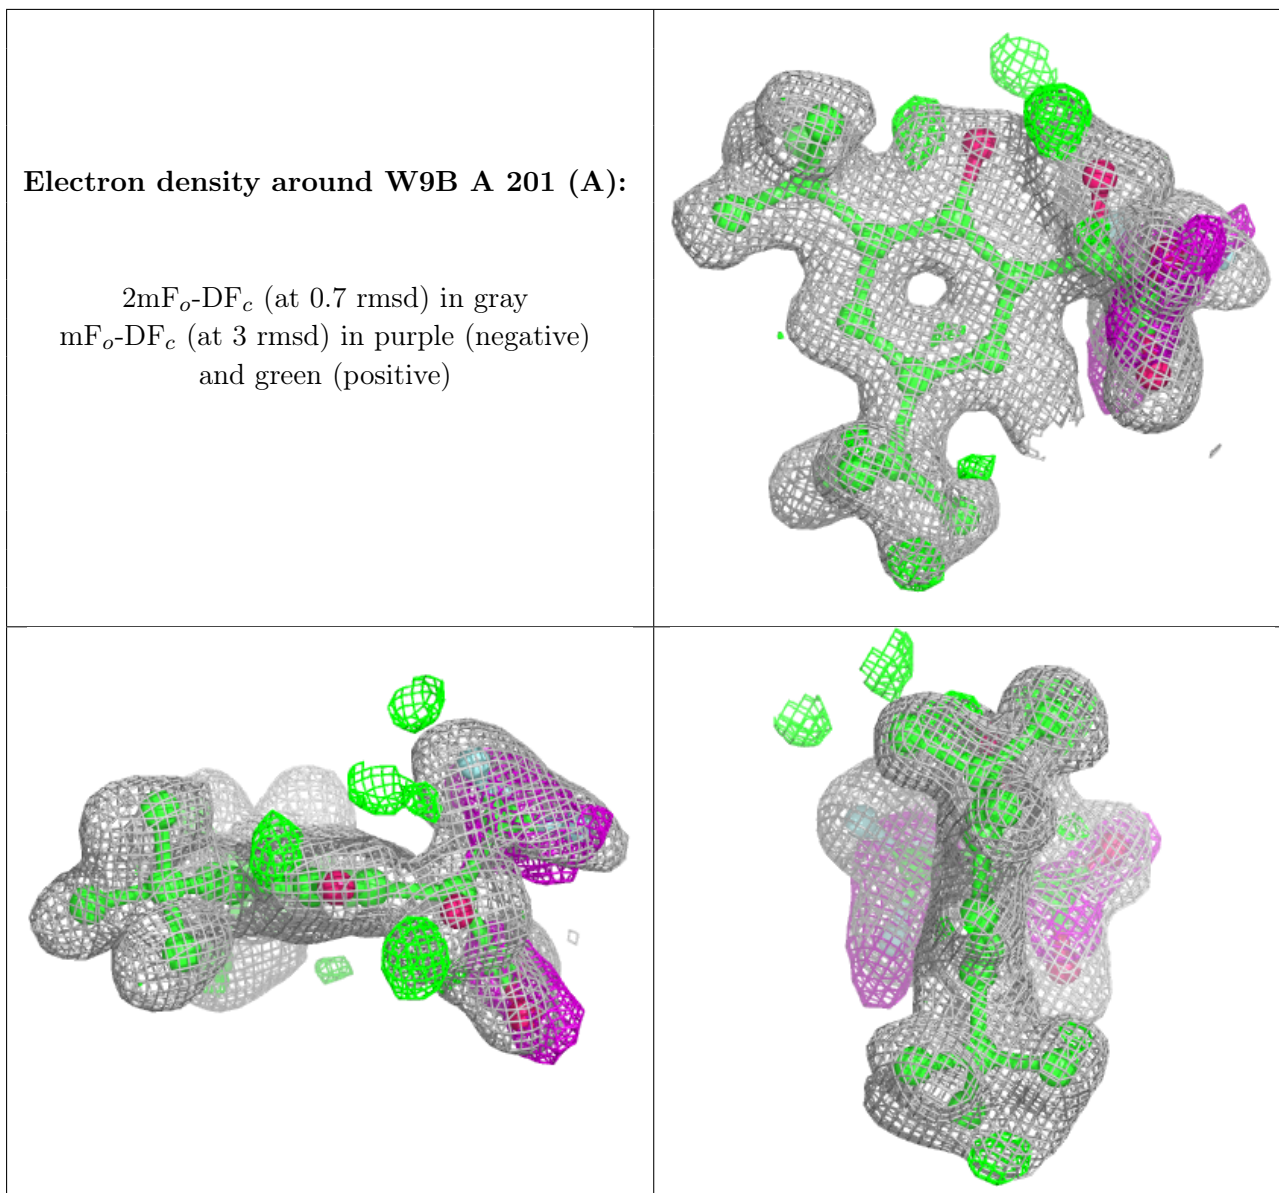 Electron density around W9B A 201 (A):
2mFo-DFc (at 0.7 rmsd) in gray
mFo-DFc (at 3 rmsd) in purple (negative)
and green (positive)